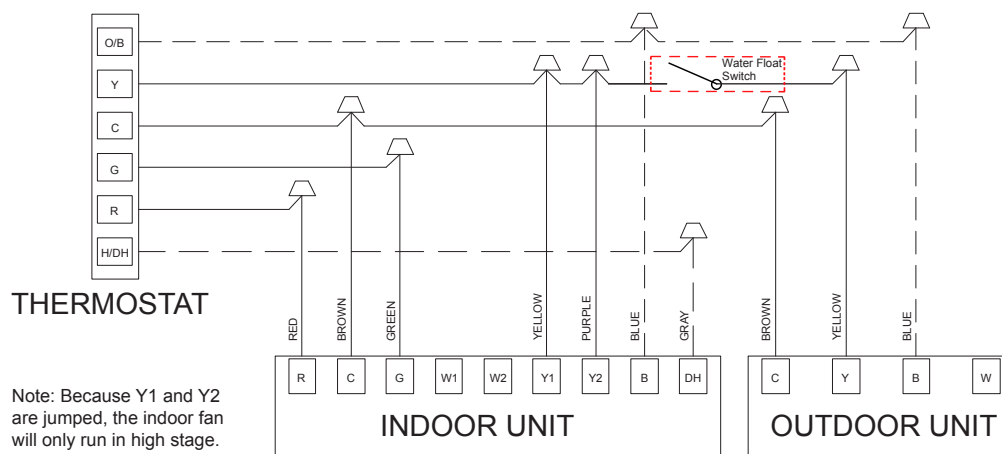 O/B
Y
C
G
R
H/DH
THERMOSTAT
Water Float
Switch
RED
BROWN
GREEN
YELLOW
PURPLE
BLUE
GRAY
BROWN
YELLOW
BLUE
R
C
G
W1
W2
Y1
Y2
B
DH
C
Y
B
W
INDOOR UNIT
OUTDOOR UNIT
Note: Because Y1 and Y2
are jumped, the indoor fan
will only run in high stage.